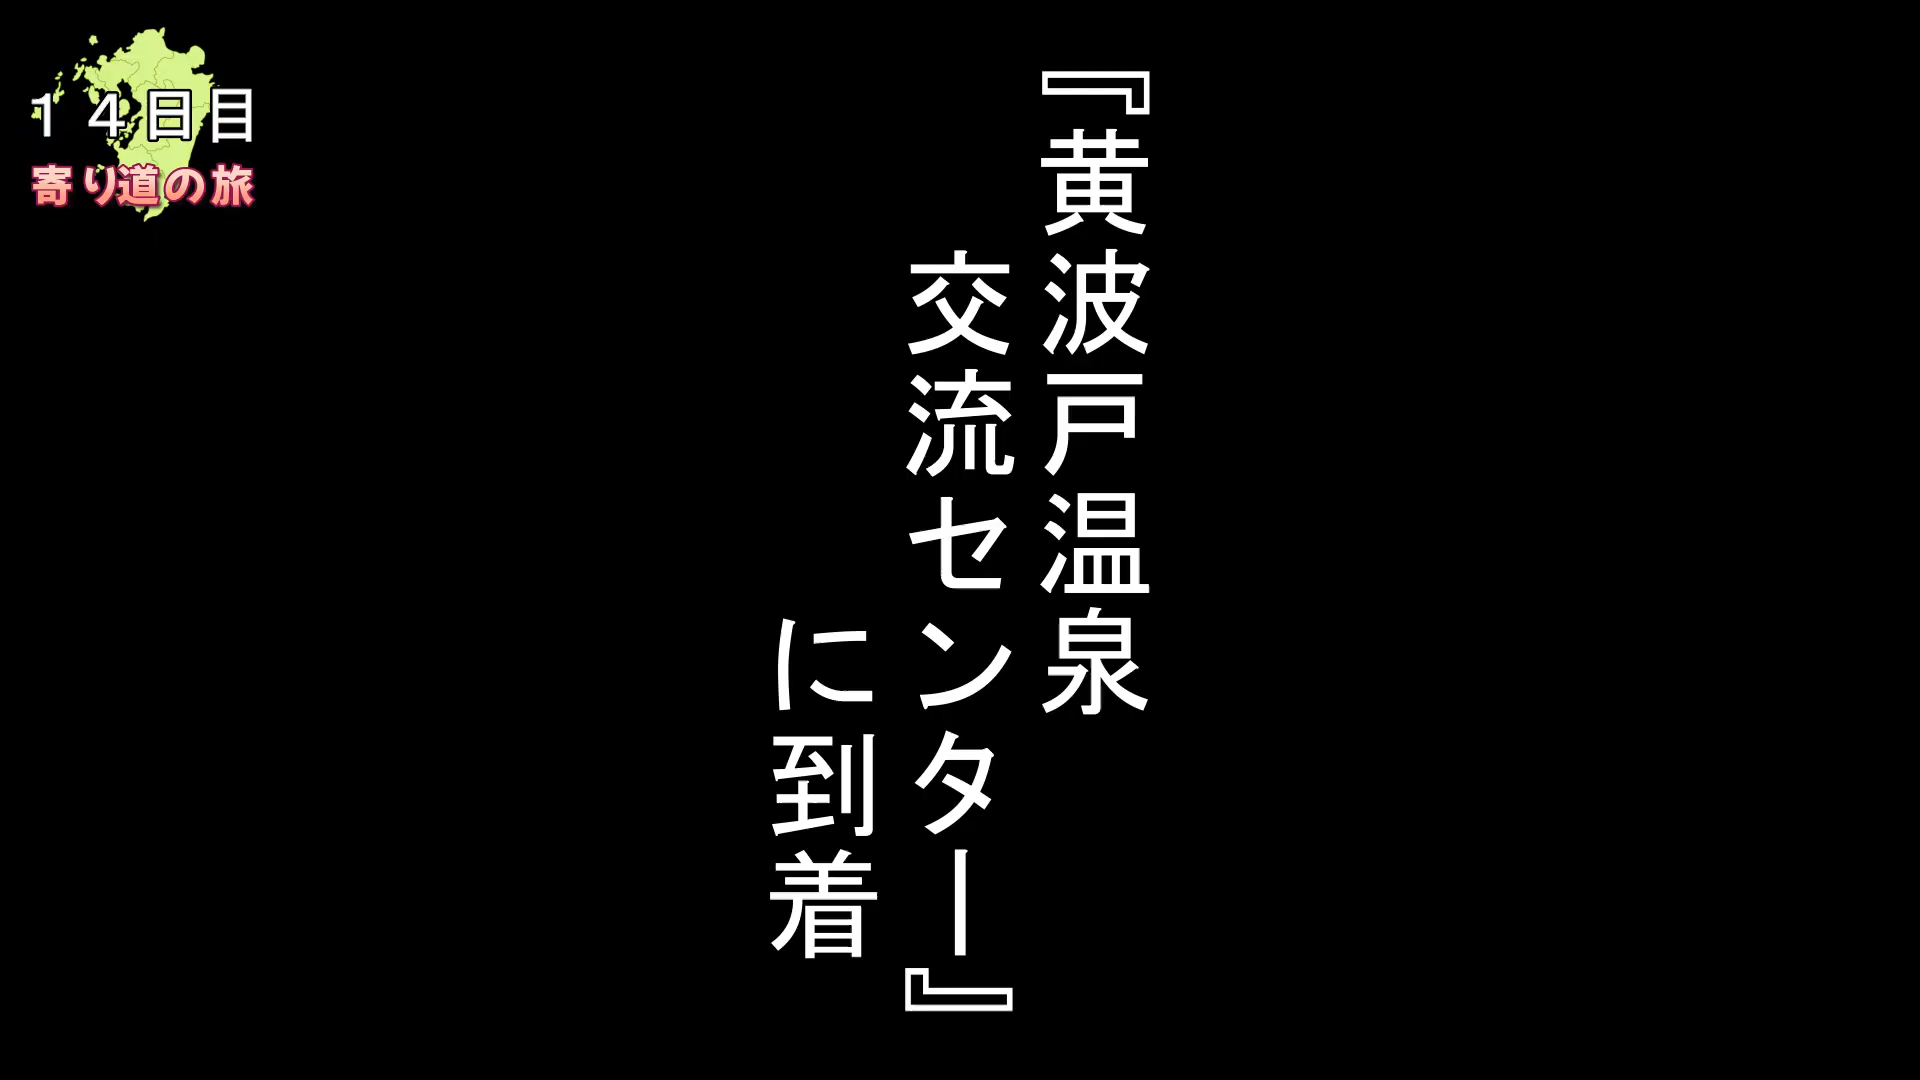 １４日目
寄り道の旅
『黄波戸温泉
交流センター』
に到着